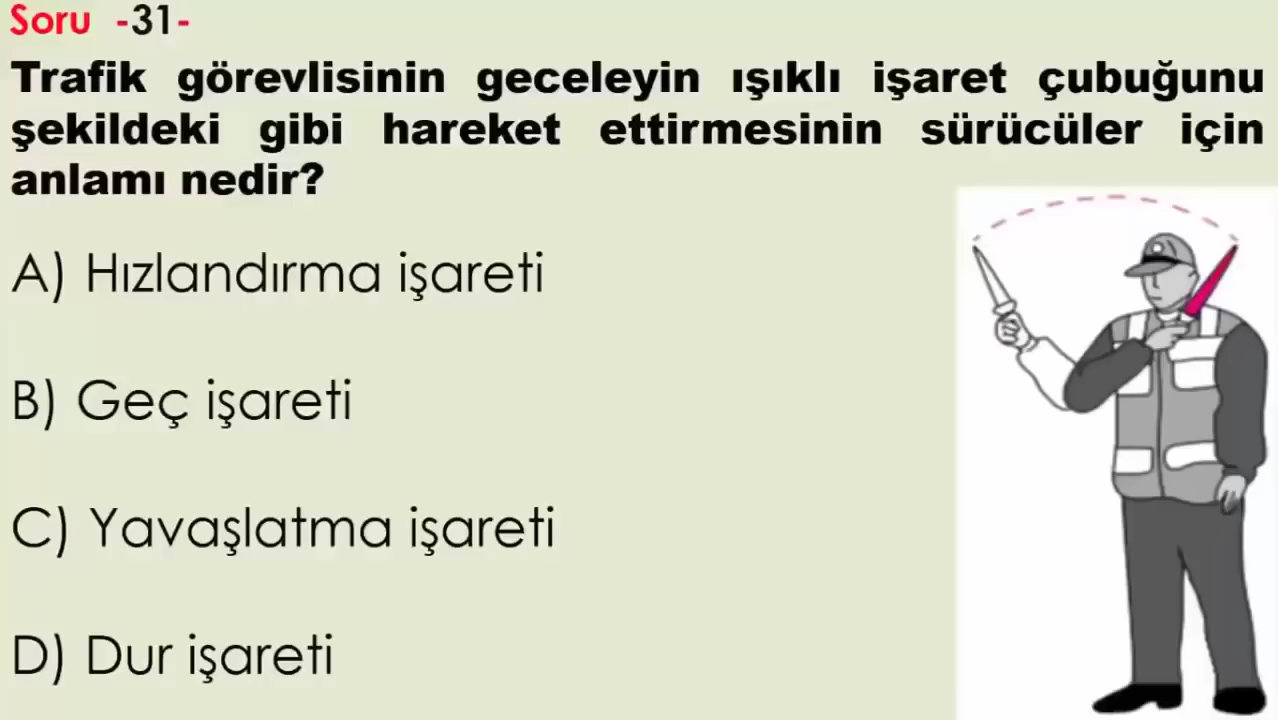 Soru -31-
Trafik görevlisinin geceleyin ışıklı işaret çubuğunu
şekildeki gibi hareket ettirmesinin sürücüler için
anlamı nedir?
A) Hızlandırma işareti
B) Geç işareti
C) Yavaşlatma işareti
D) Dur işareti